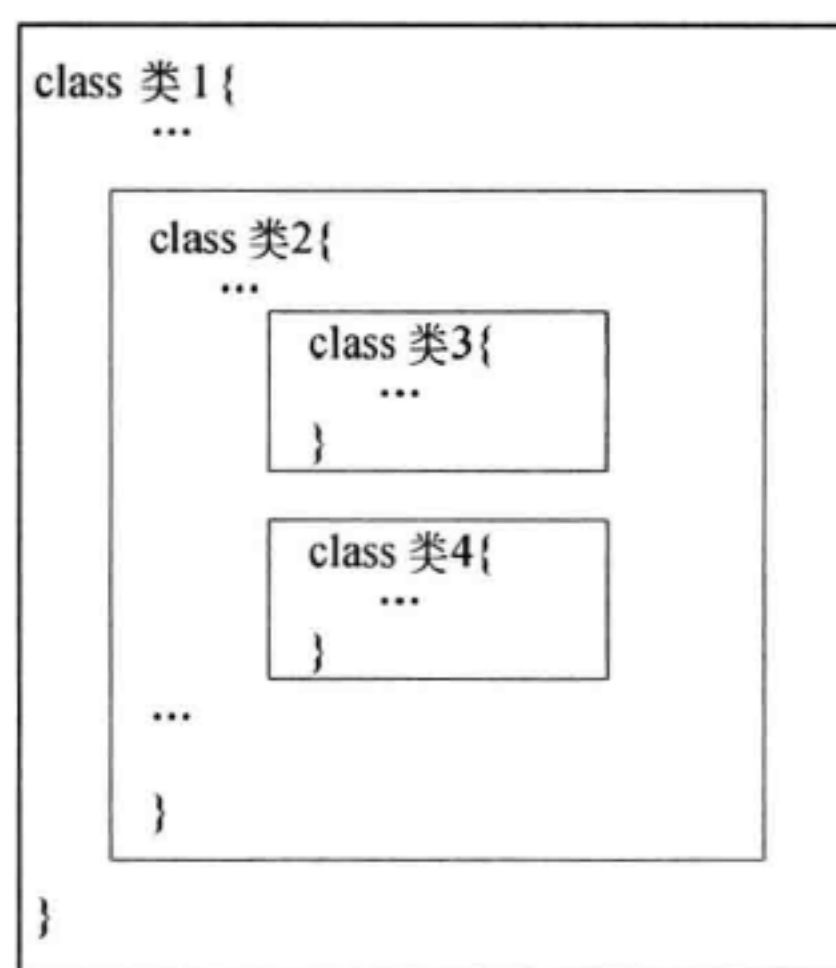 class 类1{
…
class 类2{
…
class 类3{
…
}
class 类4{
…
}
…
}
}